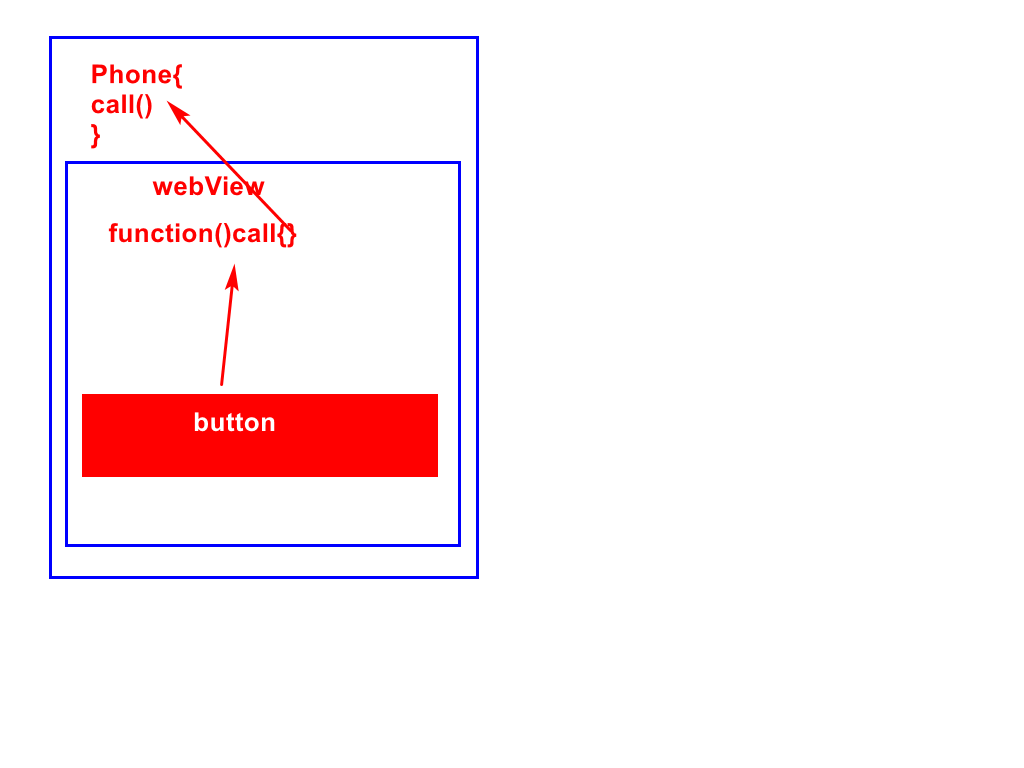 Phone{
call()
}
webView
function()call{}
button